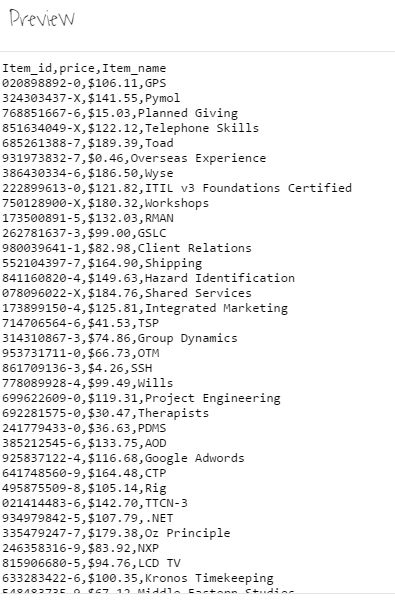 Preview
Item_id,price,Item_name
020898892-0,$106.11,GPS
324303437-X,$141.55,Pymol
768851667-6,$15.03,Planned Giving
851634049-X,$122.12,Telephone Skills
685261388-7,$189.39,Toad
931973832-7,$0.46,Overseas Experience
386430334-6,$186.50,Wyse
222899613-0,$121.82,ITIL v3 Foundations Certified
750128900-X,$180.32,Workshops
173500891-5,$132.03,RMAN
262781637-3,$99.00,GSLC
980039641-1,$82.98,Client Relations
552104397-7,$164.90,Shipping
841160820-4,$149.63,Hazard Identification
078096022-X,$184.76,Shared Services
173899150-4,$125.81,Integrated Marketing
714706564-6,$41.53,TSP
314310867-3,$74.86,Group Dynamics
953731711-0,$66.73,OTM
861709136-3,$4.26,SSH
778089928-4,$99.49,Wills
699622609-0,$119.31,Project Engineering
692281575-0,$30.47,Therapists
241779433-0,$36.63,PDMS
385212545-6,$133.75,AOD
925837122-4,$116.68,Google Adwords
641748560-9,$164.48,CTP
495875509-8,$105.14,Rig
021414483-6,$142.70,TTCN-3
934979842-5,$107.79,.NET
335479247-7,$179.38,Oz Principle
246358316-9,$83.92,NXP
815906680-5,$94.76,LCD TV
633283422-6,$100.35,Kronos Timekeeping
Middle Eastern Studies